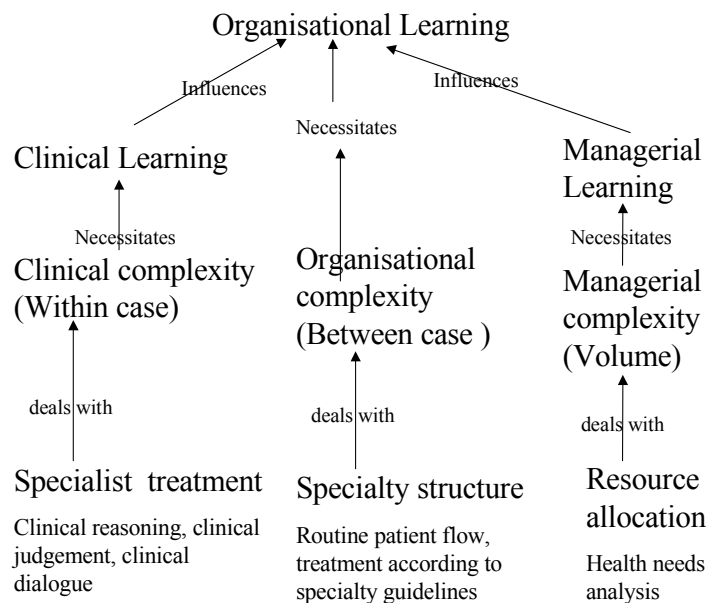 Organisational Learning
Influences
Influences
Necessitates
Clinical Learning
Managerial
Learning
Necessitates
Necessitates
Clinical complexity
(Within case)
Organisational
complexity
(Between case )
Managerial
complexity
(Volume)
deals with
deals with
deals with
Specialist treatment
Clinical reasoning, clinical
judgement, clinical
dialogue
Specialty structure
Routine patient flow,
treatment according to
specialty guidelines
Resource
allocation
Health needs
analysis